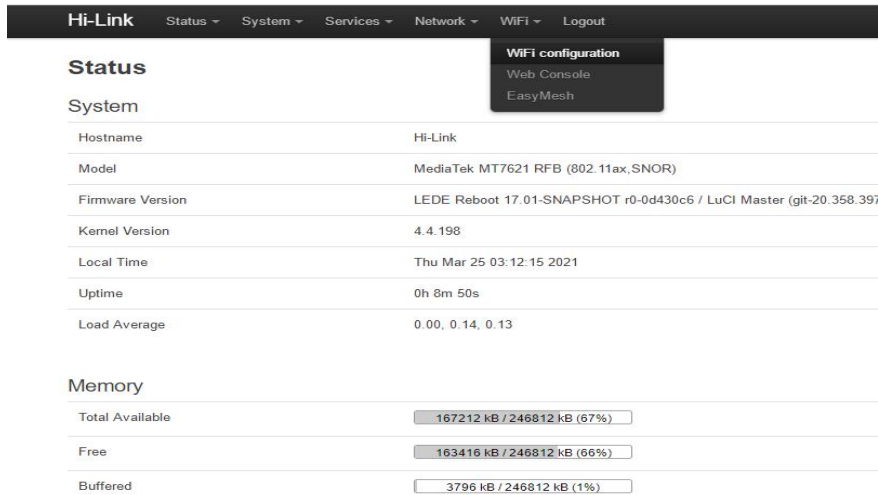 Hi-Link Status System Services Network WiFi Logout
WiFi configuration
Web Console
EasyMesh
Status
System
Hostname Hi-Link
Model MediaTek MT7621 RFB (802.11ax,SNOR)
Firmware Version LEDE Reboot 17.01-SNAPSHOT r0-0d430c6 / LuCI Master (git-20.358.397
Kernel Version 4.4.198
Local Time Thu Mar 25 03:12:15 2021
Uptime 0h 8m 50s
Load Average 0.00, 0.14, 0.13
Memory
Total Available 167212 kB / 246812 kB (67%)
Free 163416 kB / 246812 kB (66%)
Buffered 3796 kB / 246812 kB (1%)